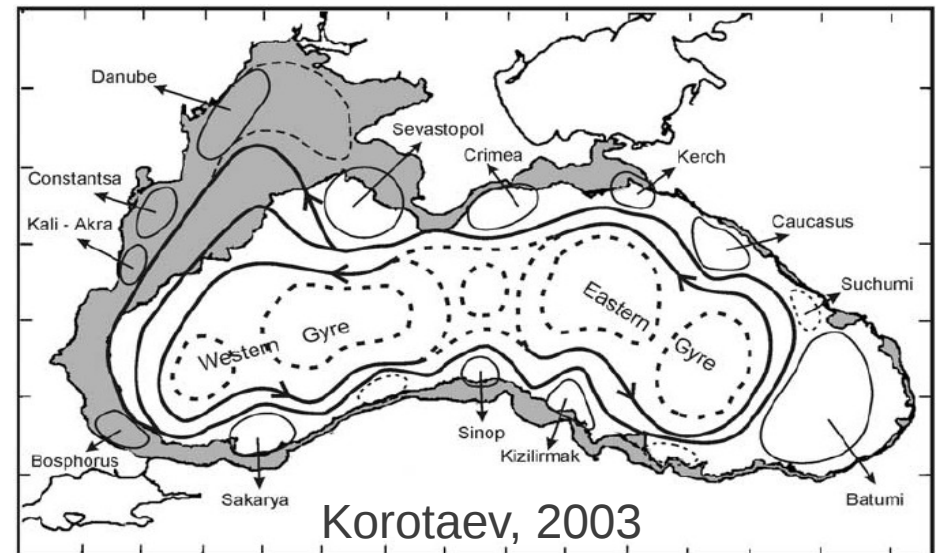 Danube
Sevastopol
Crimea
Kerch
Constantsa
Kali - Akra
Caucasus
Suchumi
Eastern
Gyre
Western
Gyre
Sinop
Kizilirmak
Bosphorus
Sakarya
Batumi
Korotaev, 2003